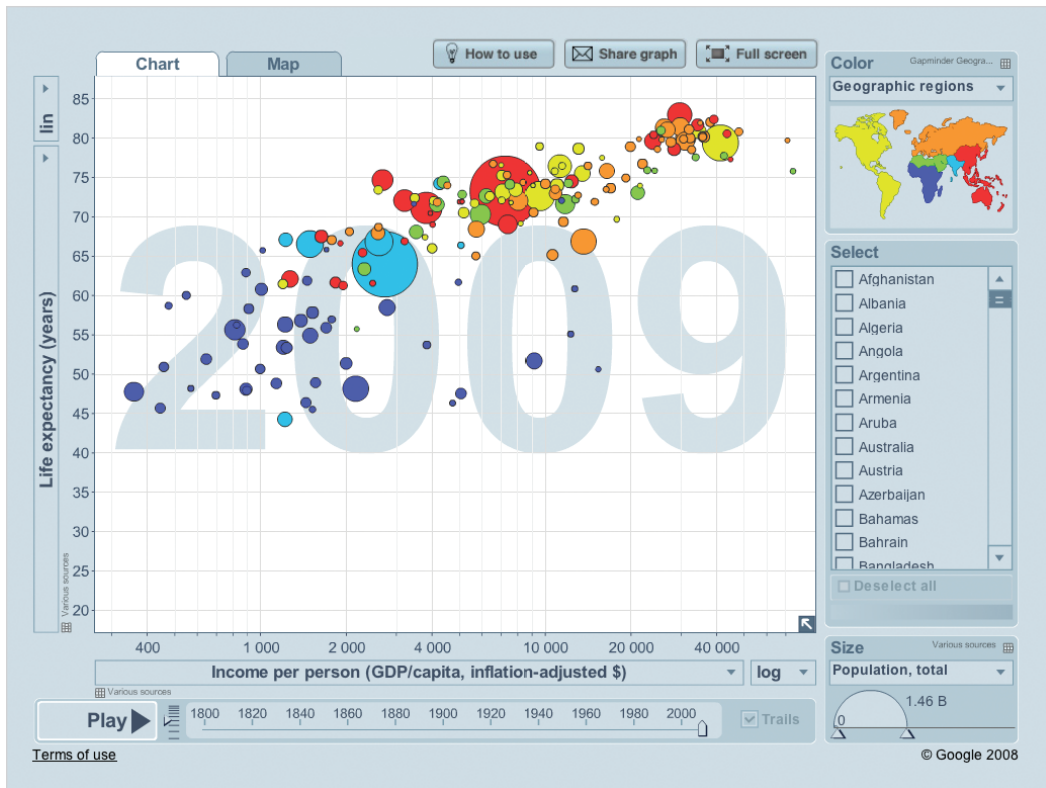 How to use
Share graph
Full screen
Chart
Map
Color
Gapminder Geogra...
Geographic regions
lin
Life expectancy (years)
Various sources
85
80
75
70
65
60
55
50
45
40
35
30
25
20
2009
400
1 000
2 000
4 000
10 000
20 000
40 000
Income per person (GDP/capita, inflation-adjusted $)
log
Various sources
Select
Afghanistan
Albania
Algeria
Angola
Argentina
Armenia
Aruba
Australia
Austria
Azerbaijan
Bahamas
Bahrain
Bangladesh
Deselect all
Size
Various sources
Population, total
1.46 B
0
Play
1800 1820 1840 1860 1880 1900 1920 1940 1960 1980 2000
Trails
Terms of use
© Google 2008